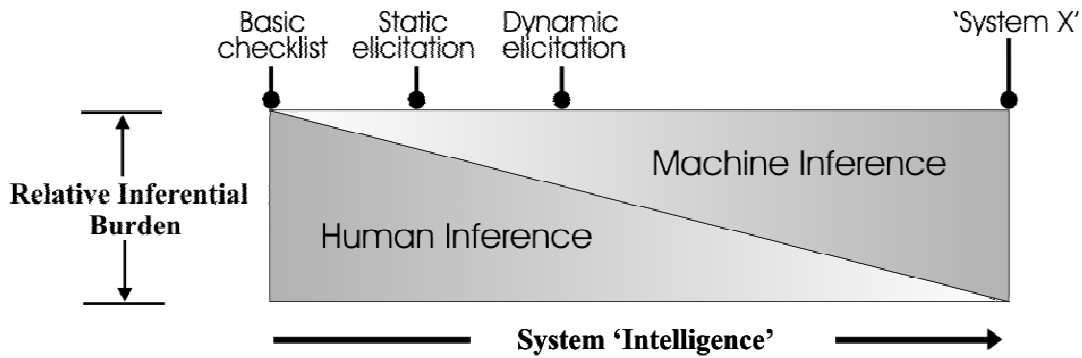 Basic
checklist
Static
elicitation
Dynamic
elicitation
‘System X’
Machine Inference
Relative Inferential
Burden
Human Inference
System ‘Intelligence’